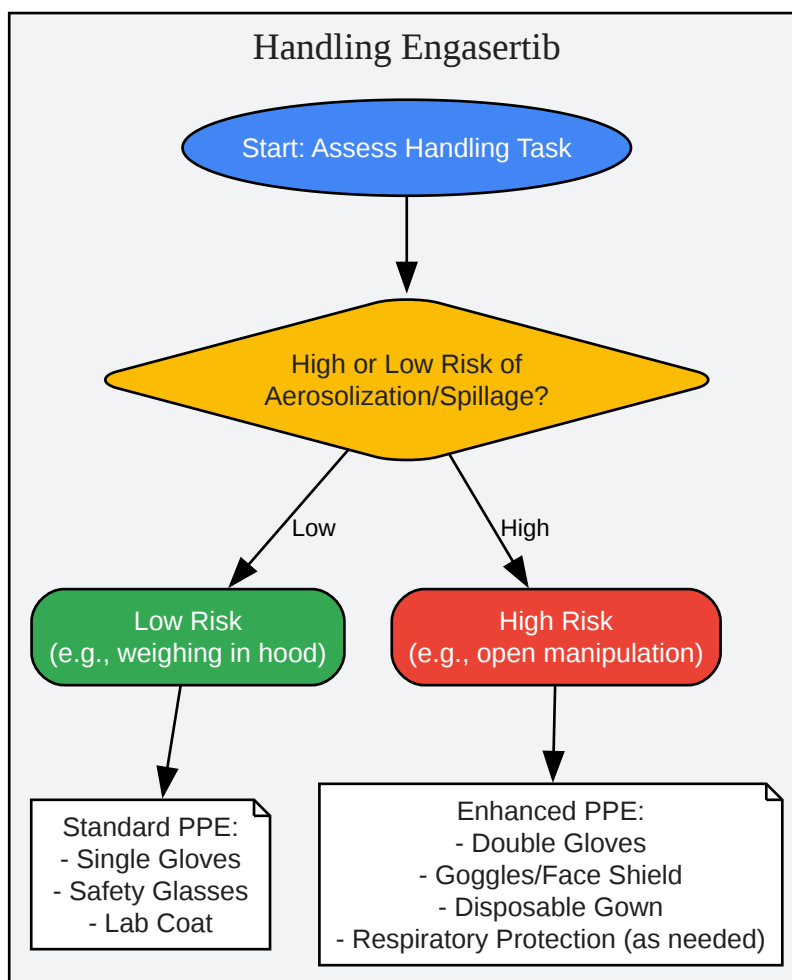 Handling Engasertib
Start: Assess Handling Task
High or Low Risk of
Aerosolization/Spillage?
Low
High
Low Risk
(e.g., weighing in hood)
High Risk
(e.g., open manipulation)
Standard PPE:
- Single Gloves
- Safety Glasses
- Lab Coat
Enhanced PPE:
- Double Gloves
- Goggles/Face Shield
- Disposable Gown
- Respiratory Protection (as needed)